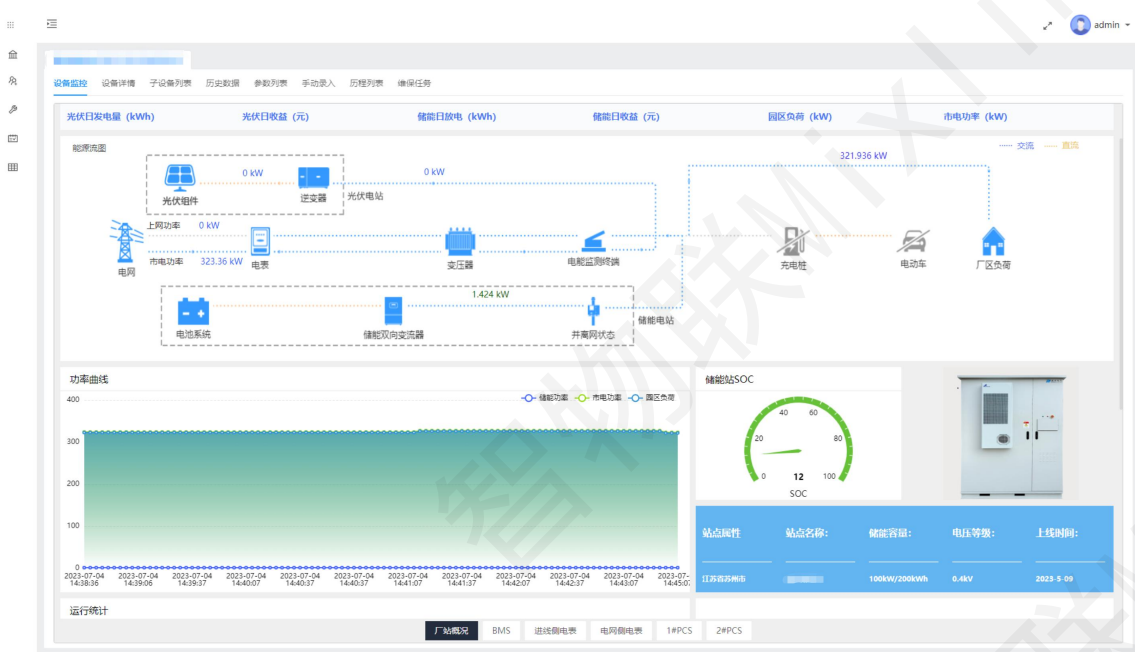 admin
设备监控 设备详情 子设备列表 历史数据 参数列表 手动录入 历程列表 维保任务
光伏日发电量 (kWh) 光伏日收益 (元) 储能日放电 (kWh) 储能日收益 (元) 园区负荷 (kW) 市电功率 (kW)
能源流图
交流 直流
321.936 kW
0 kW 0 kW
光伏组件 逆变器 光伏电站
上网功率 0 kW
市电功率 323.36 kW
电网 电表 变压器 电能监测终端 充电桩 电动车 厂区负荷
1.424 kW
储能电站
电池系统 储能双向变流器 并离网状态
功率曲线
储能功率 市电功率 园区负荷
400
300
200
100
0
2023-07-04 2023-07-04 2023-07-04 2023-07-04 2023-07-04 2023-07-04 2023-07-04 2023-07-04 2023-07-04 2023-07-04 2023-07-04 2023-07-
14:38:36 14:39:06 14:39:37 14:40:07 14:40:37 14:40:37 14:41:07 14:41:37 14:42:07 14:42:37 14:43:07 14:45:0
储能站SOC
40 60
20 80
0 12 100
SOC
站点属性 站点名称: 储能容量: 电压等级: 上线时间:
江苏省苏州市 100kW/200kWh 0.4kV 2023-5-09
运行统计
厂站概况 BMS 进线侧电表 电网侧电表 1#PCS 2#PCS
智物联MixIOT